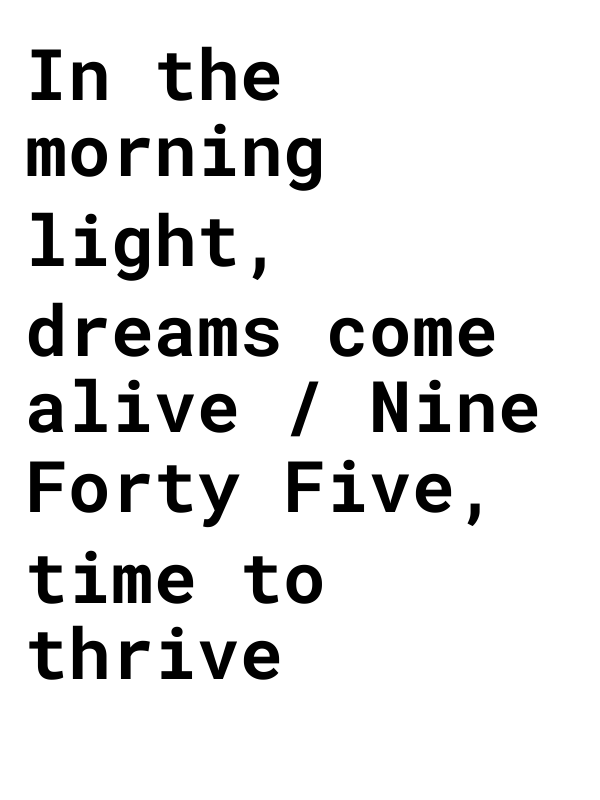 In the
morning
light,
dreams come
alive / Nine
Forty Five,
time to
thrive